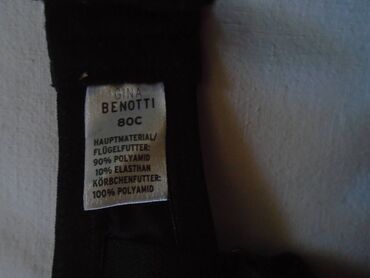 GINA
BENOTTI
80C
HAUPTMATERIAL/
FLÜGELFUTTER:
90% POLYAMID
10% ELASTHAN
KÖRBCHENFUTTER:
100% POLYAMID